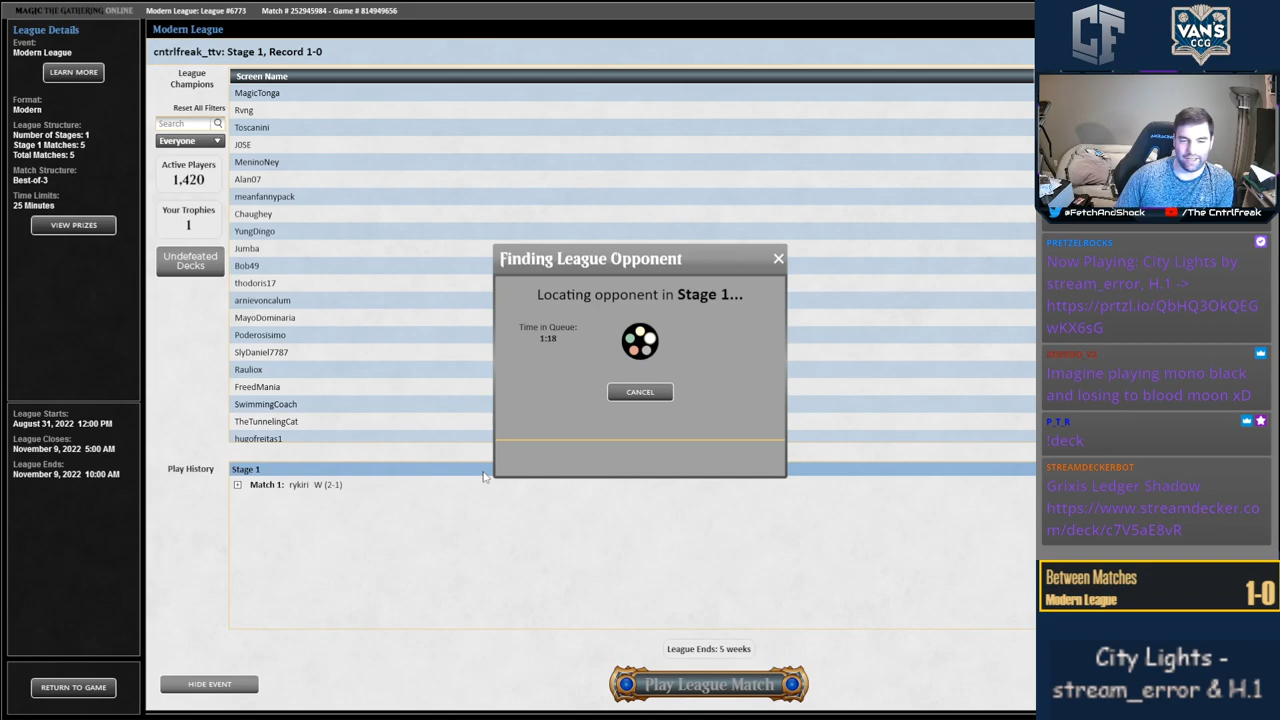 MAGIC THE GATHERING ONLINE
Modern League: League #6773
Match # 252945984 - Game # 814949656
League Details
Event:
Modern League
LEARN MORE
Format:
Modern
League Structure:
Number of Stages: 1
Stage 1 Matches: 5
Total Matches: 5
Match Structure:
Best-of-3
Time Limits:
25 Minutes
VIEW PRIZES
League Starts:
August 31, 2022 12:00 PM
League Closes:
November 9, 2022 5:00 AM
League Ends:
November 9, 2022 10:00 AM
RETURN TO GAME
Modern League
cntrlfreak_ttv: Stage 1, Record 1-0
League
Champions
Reset All Filters
Search
Everyone
Active Players
1,420
Your Trophies
1
Undefeated
Decks
Screen Name
MagicTonga
Rvng
Toscanini
J0SE
MeninoNey
Alan07
meanfannypack
Chaughey
YungDingo
Jumba
Bob49
thodoris17
arnievoncalum
MayoDominaria
Poderosisimo
SlyDaniel7787
Rauliox
FreedMania
SwimmingCoach
TheTunnelingCat
hugofreitas1
Finding League Opponent
Locating opponent in Stage 1...
Time in Queue:
1:18
CANCEL
Play History
Stage 1
Match 1: rykiri W (2-1)
League Ends: 5 weeks
HIDE EVENT
Play League Match
CF
VAN'S
CCG
@FetchAndShock
/The Cntrlfreak
PRETZELROCKS
Now Playing: City Lights by
stream_error, H.1 ->
https://prtzl.io/QbHQ3OkQEG
wKX6sG
Imagine playing mono black
and losing to blood moon xD
P_T_R
!deck
STREAMDECKERBOT
Grixis Ledger Shadow
https://www.streamdecker.co
m/deck/c7V5aE8vR
Between Matches
Modern League
1-0
City Lights -
stream_error & H.1